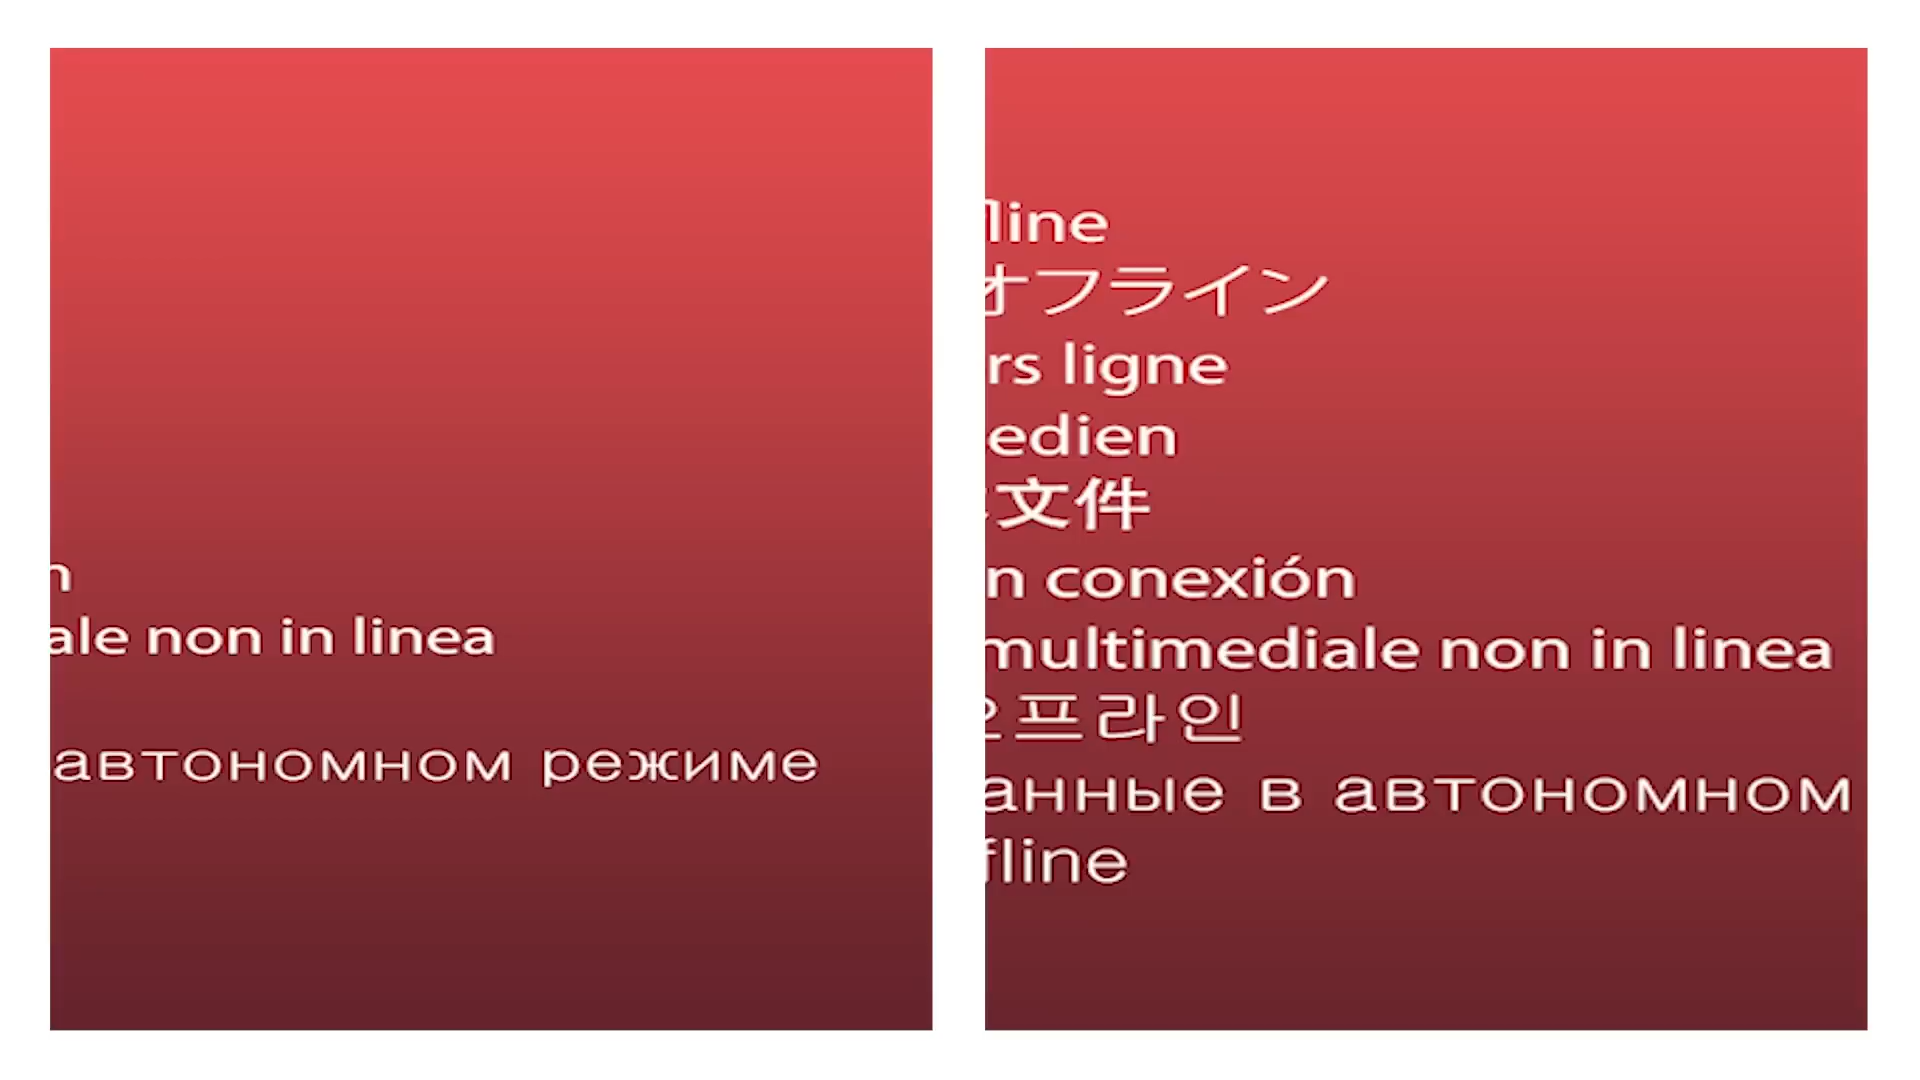 ale non in linea
автономном режиме
line
オフライン
rs ligne
edien
文件
n conexión
multimediale non in linea
프라인
анные в автономном
fline